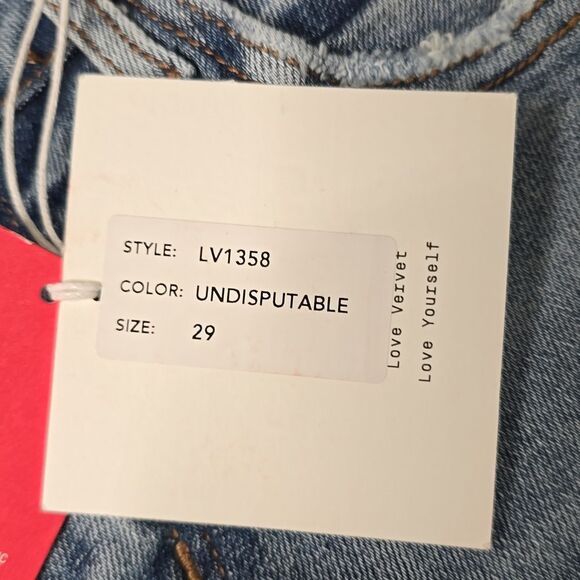 STYLE: LV1358
COLOR: UNDISPUTABLE
SIZE: 29
Love Vervet
Love Yourself